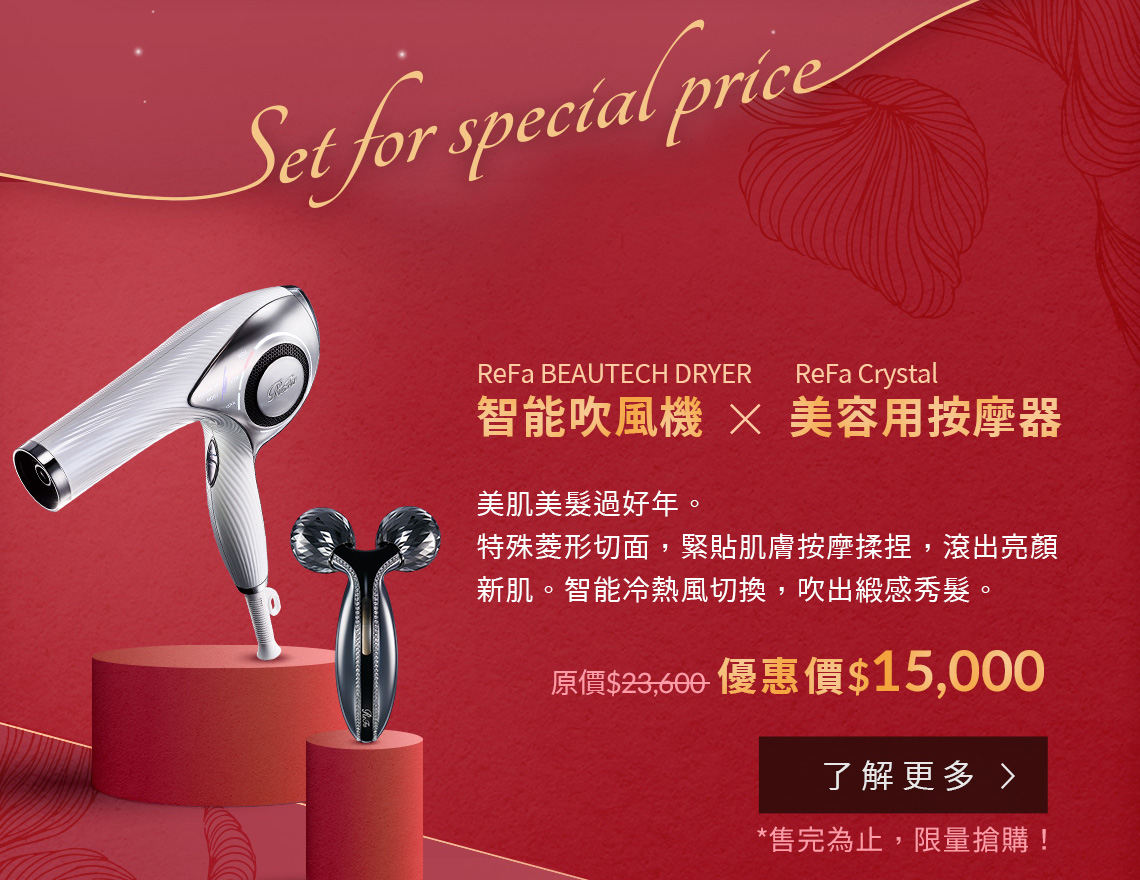 Set for special price
ReFa BEAUTECH DRYER
智能吹風機
×
ReFa Crystal
美容用按摩器
美肌美髮過好年。
特殊菱形切面，緊貼肌膚按摩揉捏，滾出亮顏
新肌。智能冷熱風切換，吹出緞感秀髮。
原價$23,600 優惠價$15,000
了解更多 >
*售完為止，限量搶購！
ReFa